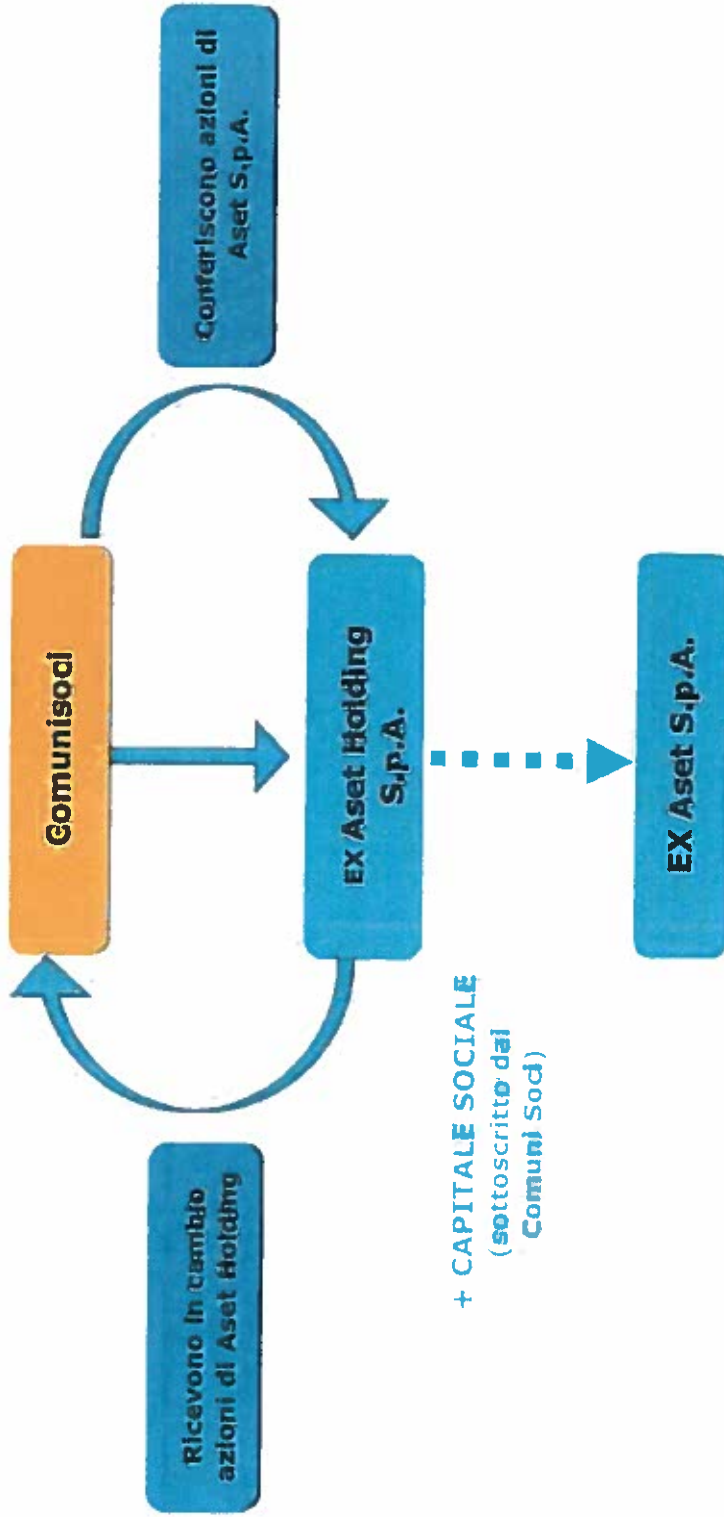 Comunisoci
Ricevono in cambio
azioni di Aset Holding
Conferiscono azioni di
Aset S.p.A.
EX Aset Holding
S.p.A.
+ CAPITALE SOCIALE
(sottoscritto dai
Comuni Soci)
EX Aset S.p.A.